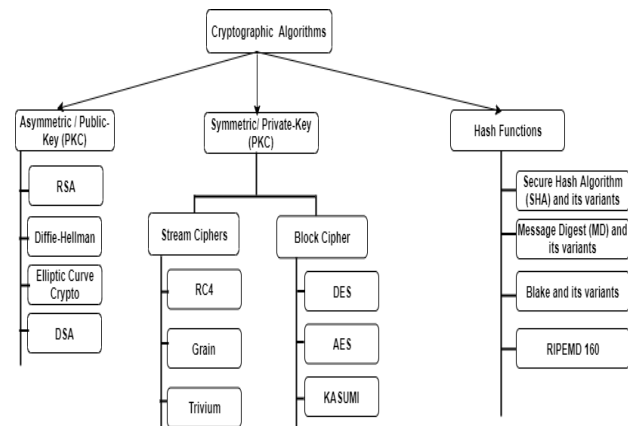 Cryptographic Algorithms
Asymmetric / Public-
Key (PKC)
RSA
Diffie-Hellman
Elliptic Curve
Crypto
DSA
Symmetric/ Private-Key
(PKC)
Stream Ciphers
RC4
Grain
Trivium
Block Cipher
DES
AES
KASUMI
Hash Functions
Secure Hash Algorithm
(SHA) and its variants
Message Digest (MD) and
its variants
Blake and its variants
RIPEMD 160